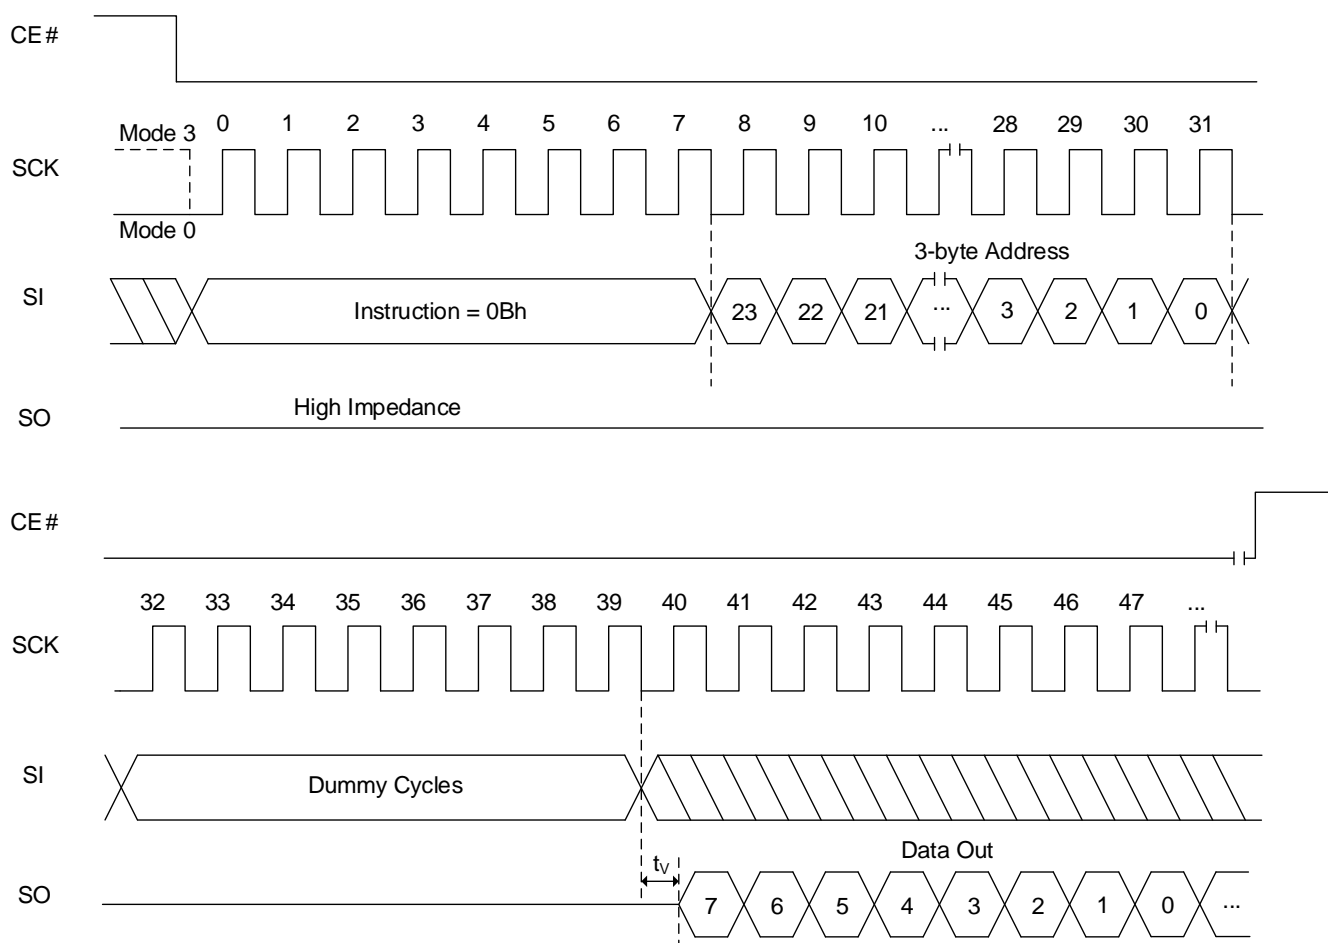 CE#
0 1 2 3 4 5 6 7 8 9 10 ... 28 29 30 31
Mode 3
SCK
Mode 0
3-byte Address
SI
Instruction = 0Bh
23 22 21 ... 3 2 1 0
High Impedance
SO
CE#
32 33 34 35 36 37 38 39 40 41 42 43 44 45 46 47 ...
SCK
SI
Dummy Cycles
Data Out
tV
SO
7 6 5 4 3 2 1 0 ...